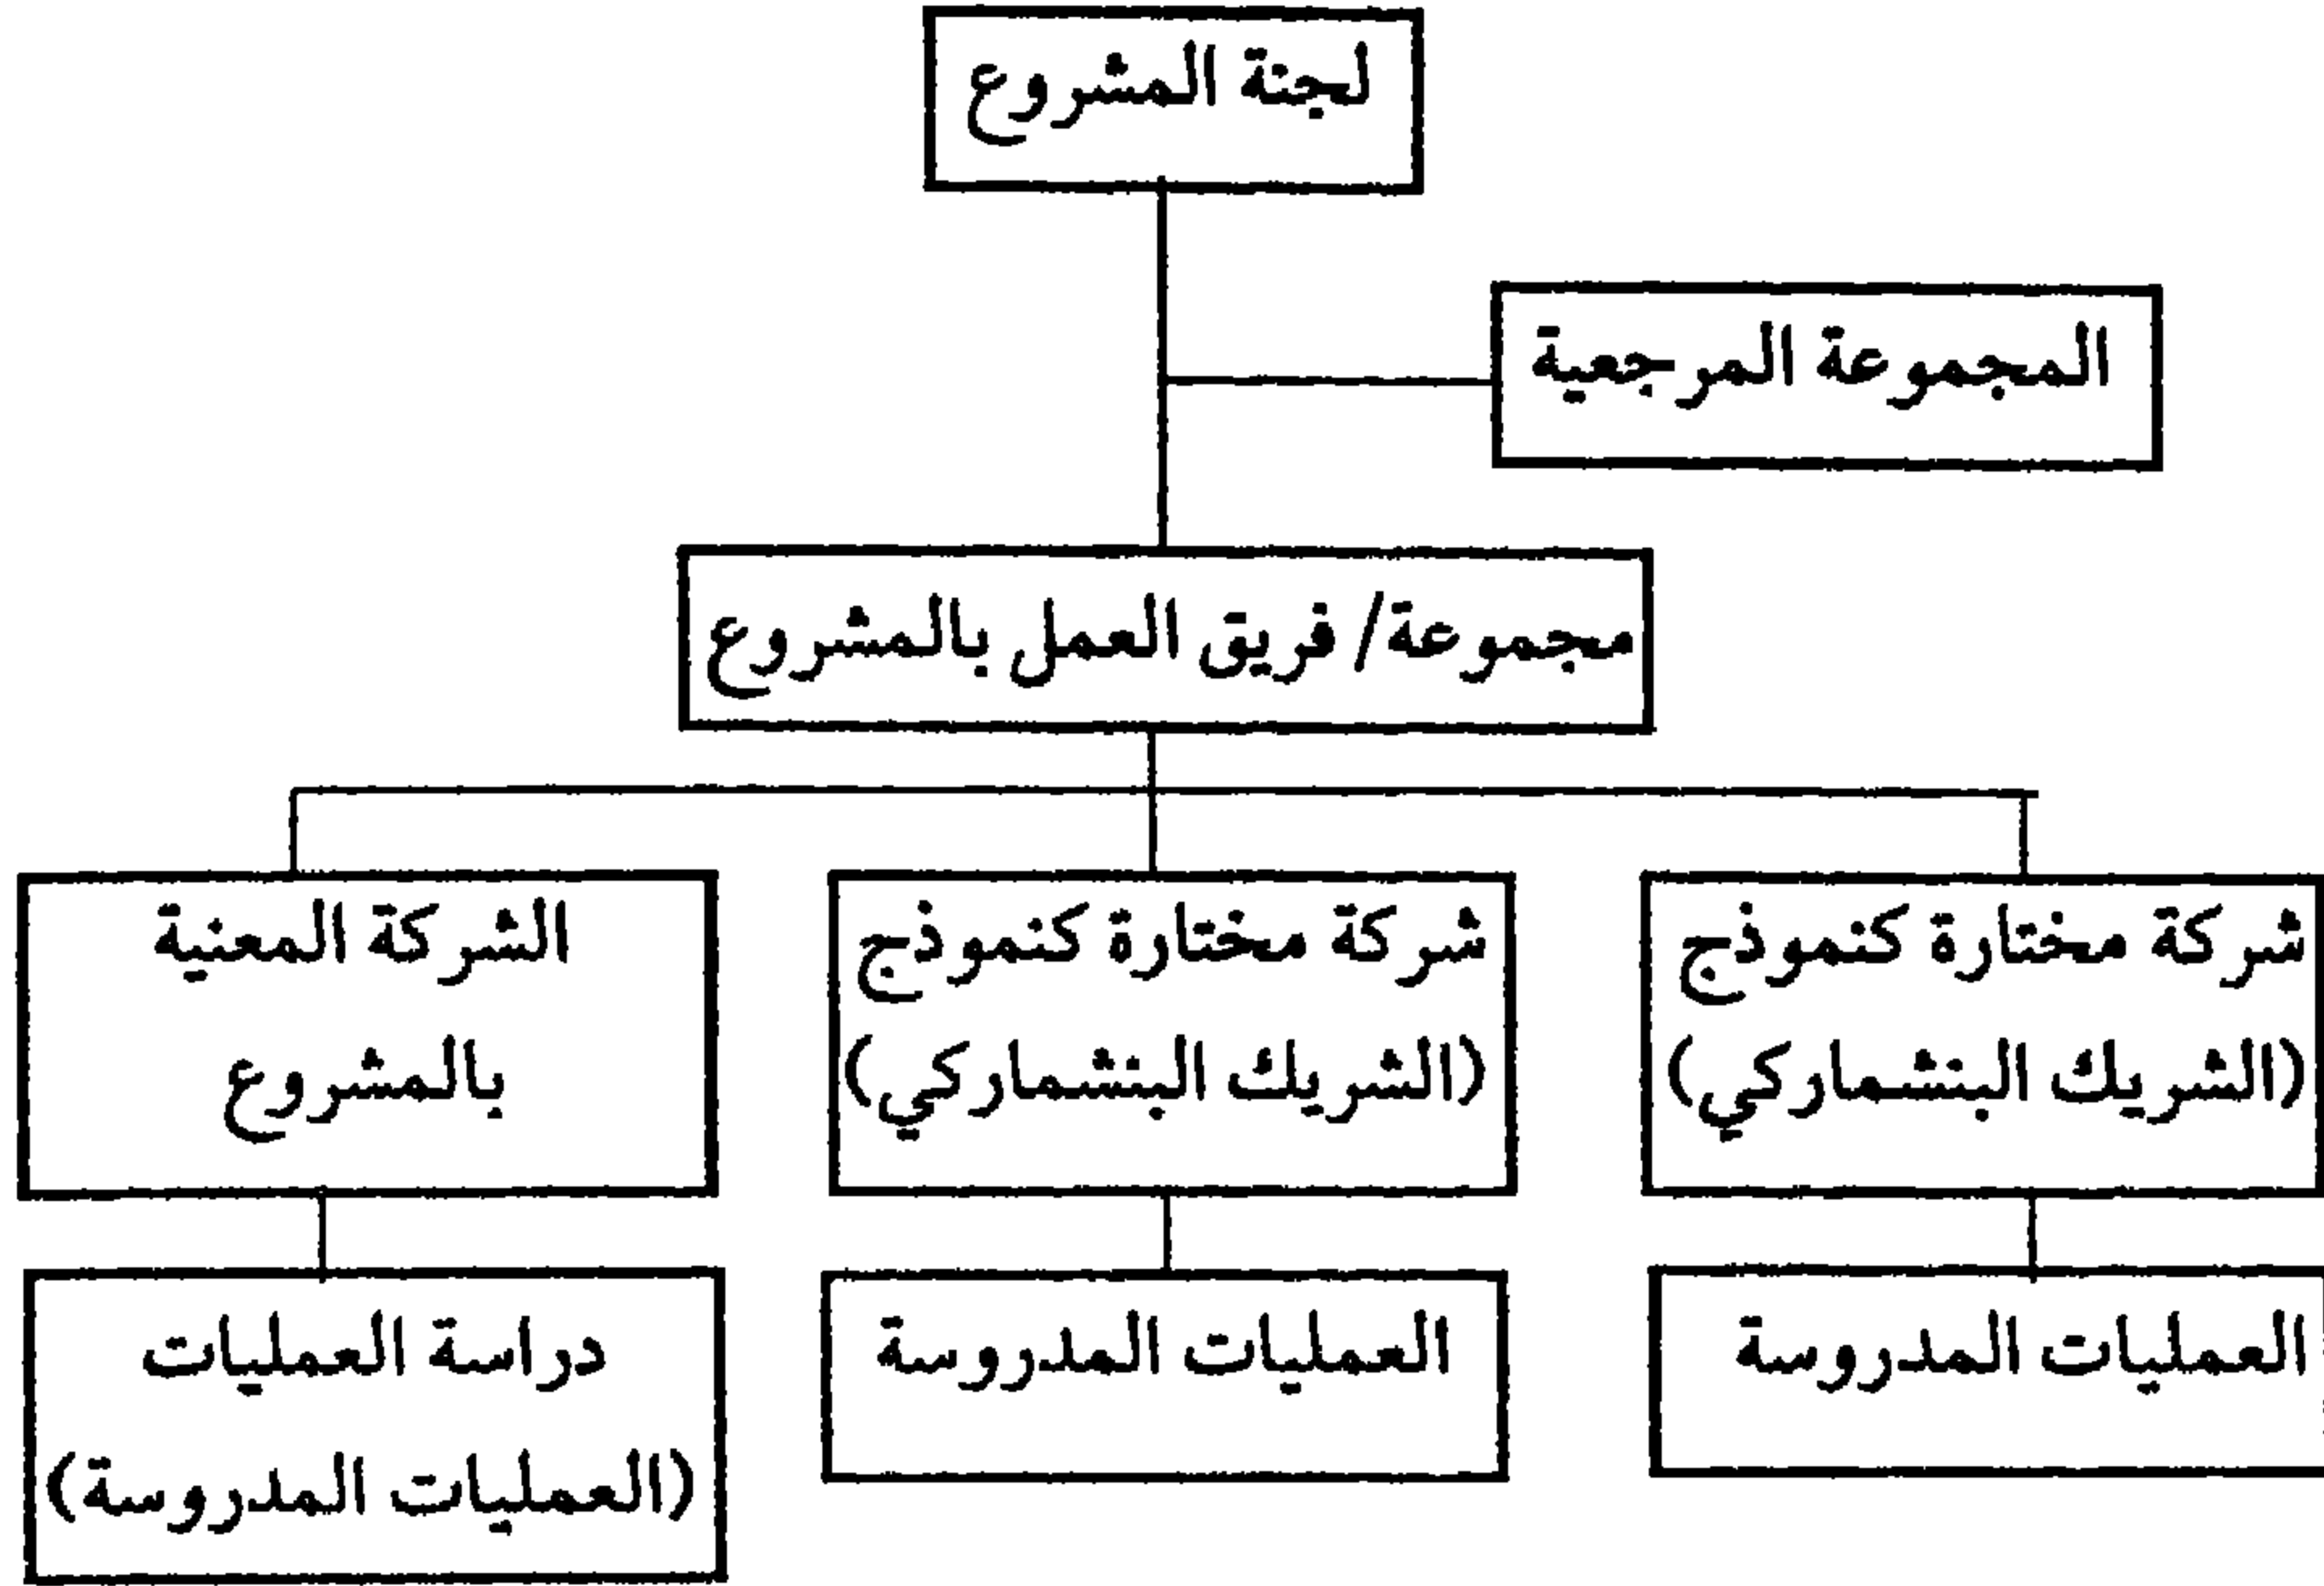 لجنة المشروع
المجموعة المرجعية
مجموعة/فريق العمل بالمشروع
شركة مختارة كنموذج
(الشريك البنشماركي)
شركة مختارة كنموذج
(الشريك البنشماركي)
الشركة المعنية
بالمشروع
العمليات المدروسة
العمليات المدروسة
دراسة العمليات
(العمليات المدروسة)